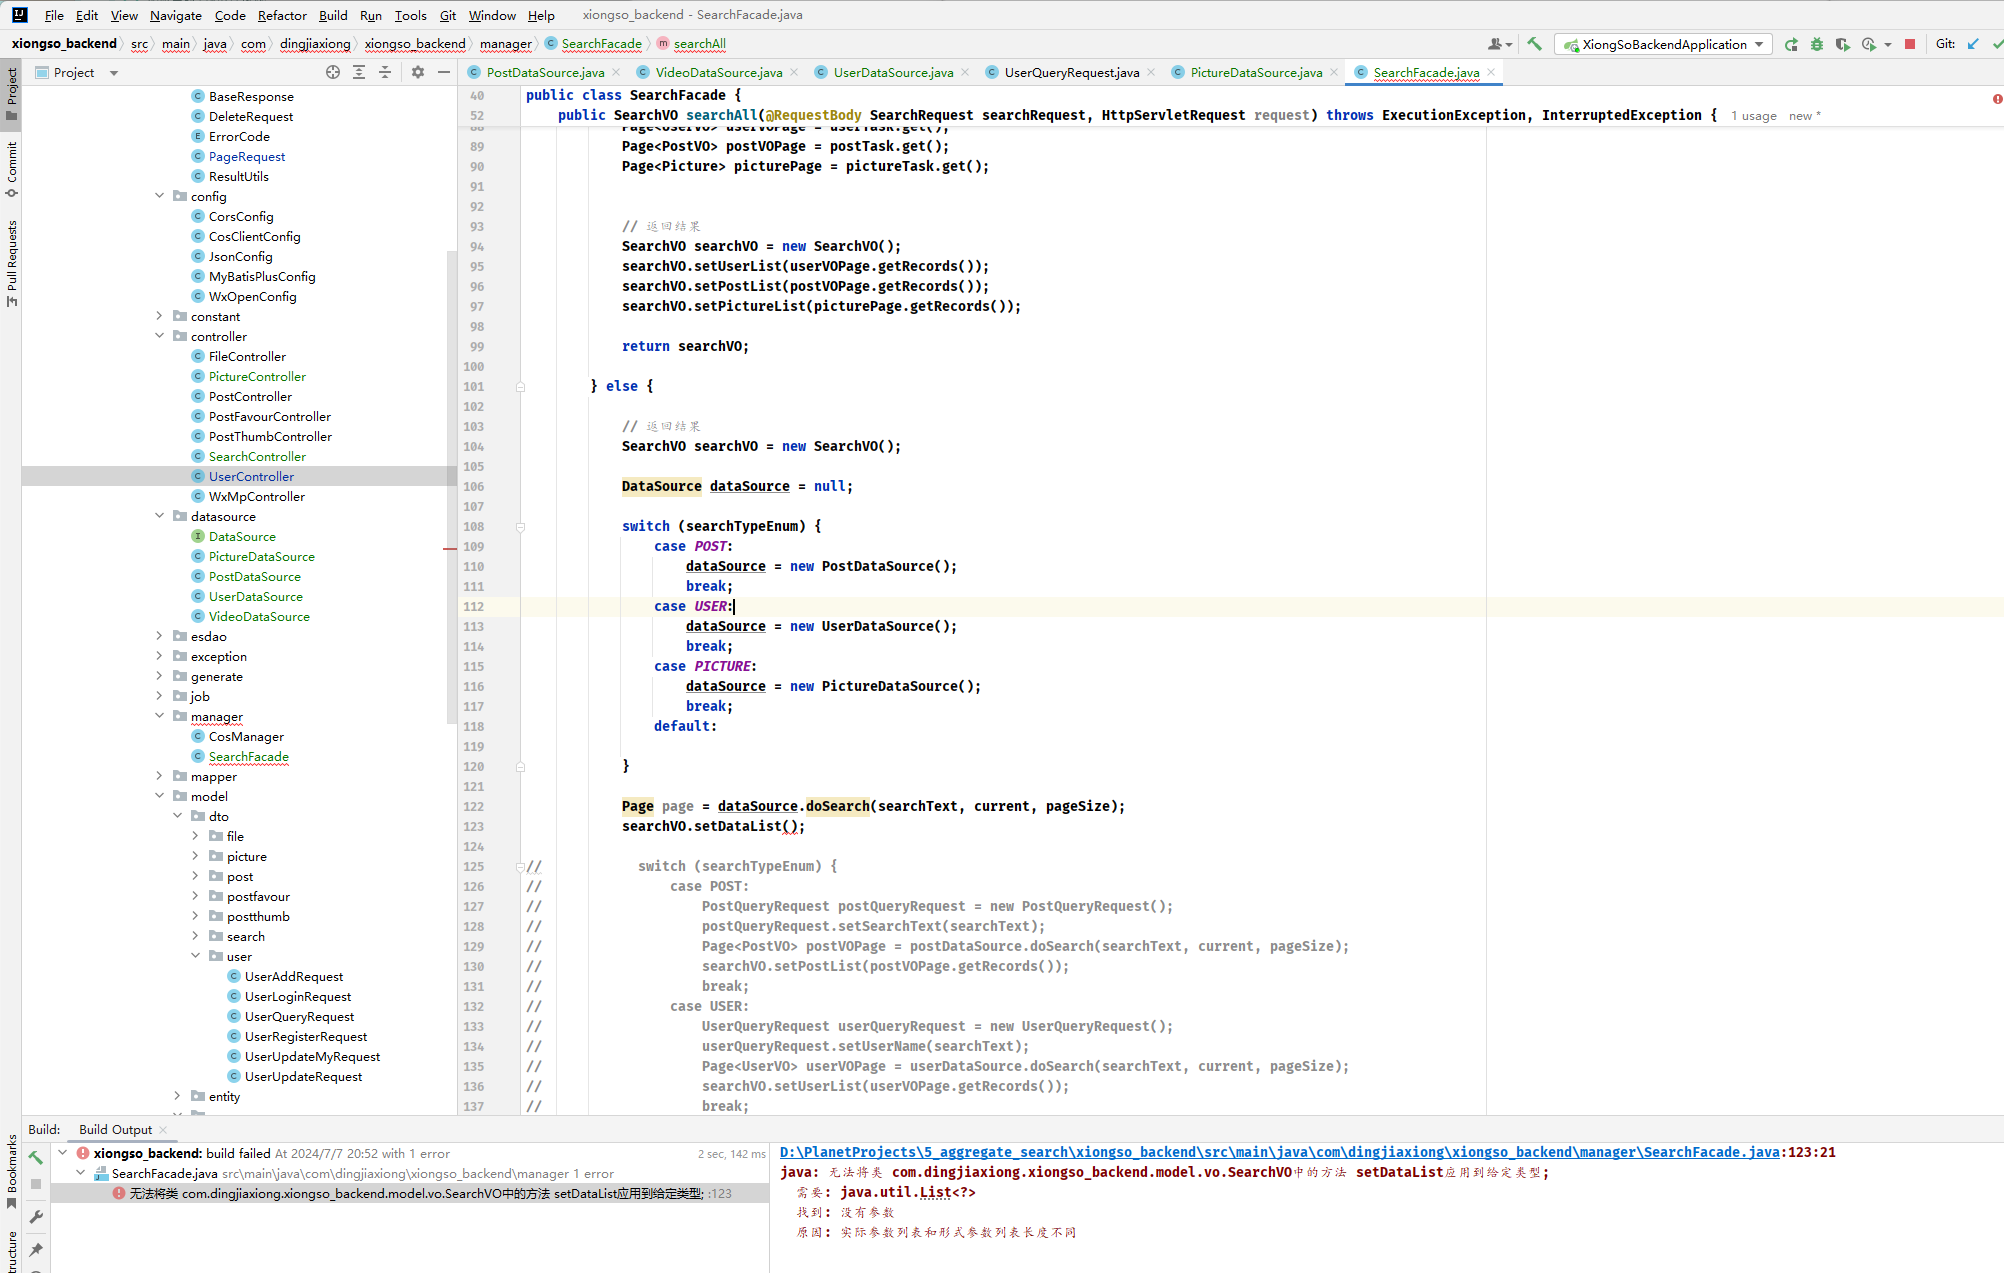 File Edit View Navigate Code Refactor Build Run Tools Git Window Help xiongso_backend - SearchFacade.java
xiongso_backend src main java com dingjiaxiong xiongso_backend manager SearchFacade searchAll XiongSoBackendApplication Git:
Project
PostDataSource.java VideoDataSource.java UserDataSource.java UserQueryRequest.java PictureDataSource.java SearchFacade.java
Project
Commit
Pull Requests
Bookmarks
tructure
BaseResponse
DeleteRequest
ErrorCode
PageRequest
ResultUtils
config
CorsConfig
CosClientConfig
JsonConfig
MyBatisPlusConfig
WxOpenConfig
constant
controller
FileController
PictureController
PostController
PostFavourController
PostThumbController
SearchController
UserController
WxMpController
datasource
DataSource
PictureDataSource
PostDataSource
UserDataSource
VideoDataSource
esdao
exception
generate
job
manager
CosManager
SearchFacade
mapper
model
dto
file
picture
post
postfavour
postthumb
search
user
UserAddRequest
UserLoginRequest
UserQueryRequest
UserRegisterRequest
UserUpdateMyRequest
UserUpdateRequest
entity
40 public class SearchFacade {
52 public SearchVO searchAll(@RequestBody SearchRequest searchRequest, HttpServletRequest request) throws ExecutionException, InterruptedException { 1 usage new *
88 Page<UserVO> userVOPage = userTask.get();
89 Page<PostVO> postVOPage = postTask.get();
90 Page<Picture> picturePage = pictureTask.get();
91
92
93 // 返回结果
94 SearchVO searchVO = new SearchVO();
95 searchVO.setUserList(userVOPage.getRecords());
96 searchVO.setPostList(postVOPage.getRecords());
97 searchVO.setPictureList(picturePage.getRecords());
98
99 return searchVO;
100
101 } else {
102
103 // 返回结果
104 SearchVO searchVO = new SearchVO();
105
106 DataSource dataSource = null;
107
108 switch (searchTypeEnum) {
109 case POST:
110 dataSource = new PostDataSource();
111 break;
112 case USER:
113 dataSource = new UserDataSource();
114 break;
115 case PICTURE:
116 dataSource = new PictureDataSource();
117 break;
118 default:
119
120 }
121
122 Page page = dataSource.doSearch(searchText, current, pageSize);
123 searchVO.setDataList();
124
125 // switch (searchTypeEnum) {
126 // case POST:
127 // PostQueryRequest postQueryRequest = new PostQueryRequest();
128 // postQueryRequest.setSearchText(searchText);
129 // Page<PostVO> postVOPage = postDataSource.doSearch(searchText, current, pageSize);
130 // searchVO.setPostList(postVOPage.getRecords());
131 // break;
132 // case USER:
133 // UserQueryRequest userQueryRequest = new UserQueryRequest();
134 // userQueryRequest.setUserName(searchText);
135 // Page<UserVO> userVOPage = userDataSource.doSearch(searchText, current, pageSize);
136 // searchVO.setUserList(userVOPage.getRecords());
137 // break;
Build: Build Output
xiongso_backend: build failed At 2024/7/7 20:52 with 1 error 2 sec, 142 ms
SearchFacade.java src\main\java\com\dingjiaxiong\xiongso_backend\manager 1 error
无法将类 com.dingjiaxiong.xiongso_backend.model.vo.SearchVO中的方法 setDataList应用到给定类型; :123
D:\PlanetProjects\5_aggregate_search\xiongso_backend\src\main\java\com\dingjiaxiong\xiongso_backend\manager\SearchFacade.java:123:21
java: 无法将类 com.dingjiaxiong.xiongso_backend.model.vo.SearchVO中的方法 setDataList应用到给定类型;
需要: java.util.List<?>
找到: 没有参数
原因: 实际参数列表和形式参数列表长度不同